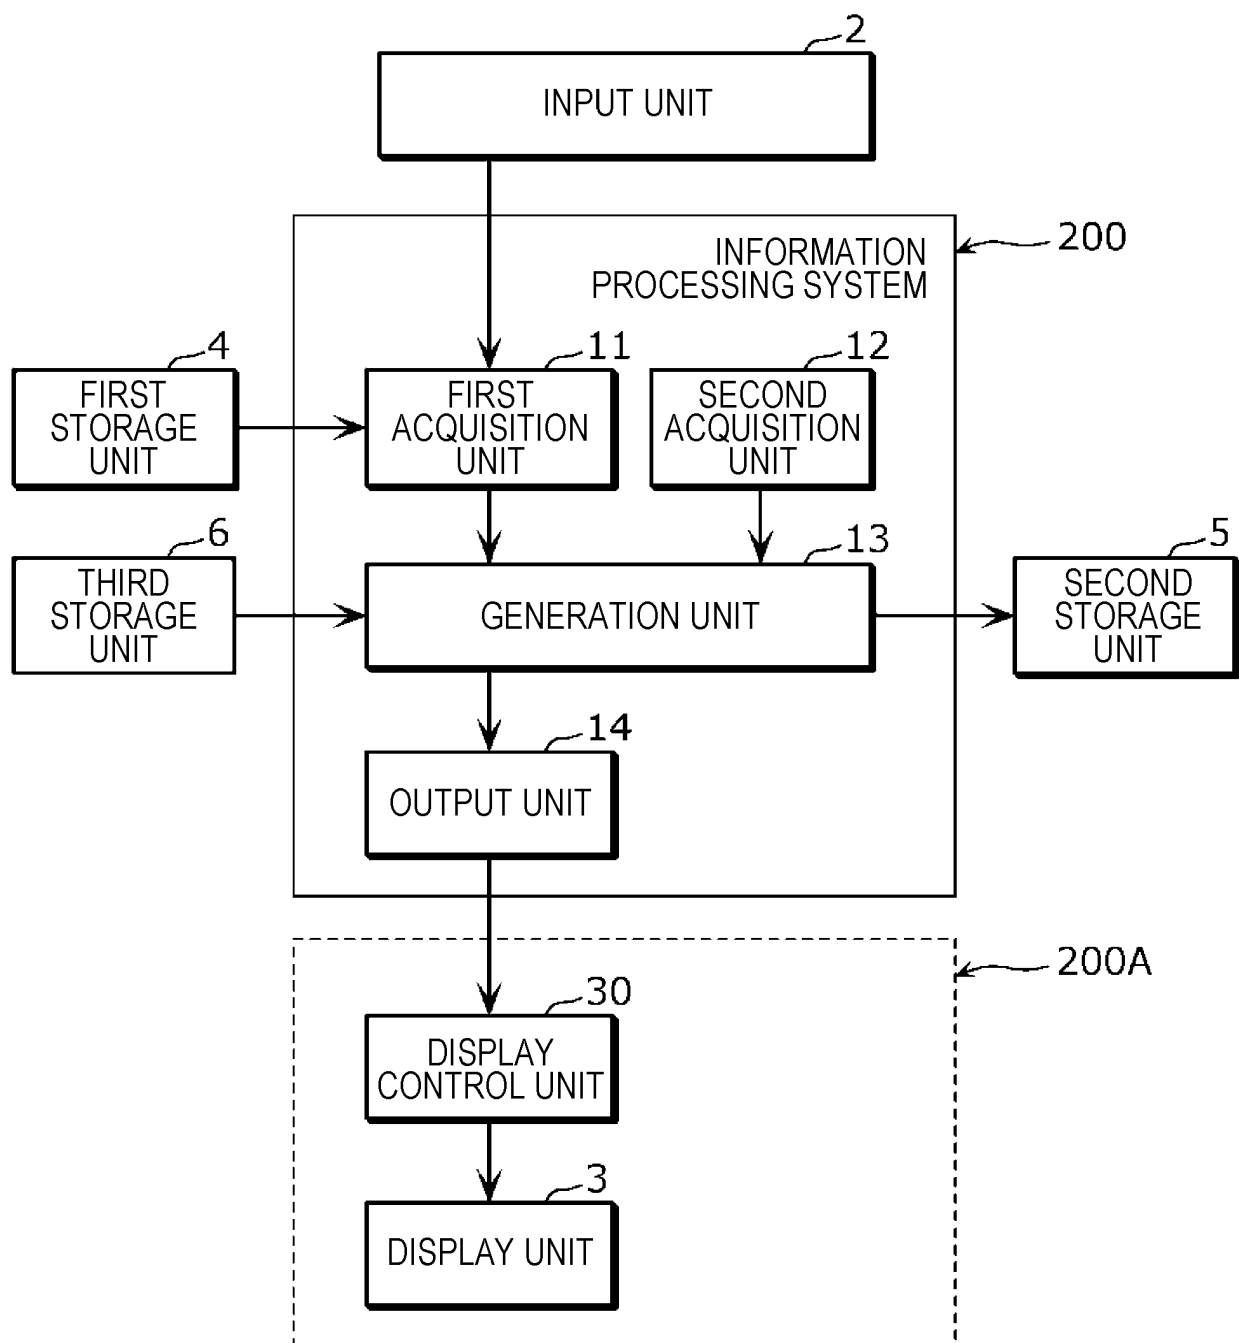 2
INPUT UNIT
200
INFORMATION
PROCESSING SYSTEM
4
FIRST
STORAGE
UNIT
11
FIRST
ACQUISITION
UNIT
12
SECOND
ACQUISITION
UNIT
6
THIRD
STORAGE
UNIT
13
GENERATION UNIT
5
SECOND
STORAGE
UNIT
14
OUTPUT UNIT
200A
30
DISPLAY
CONTROL UNIT
3
DISPLAY UNIT